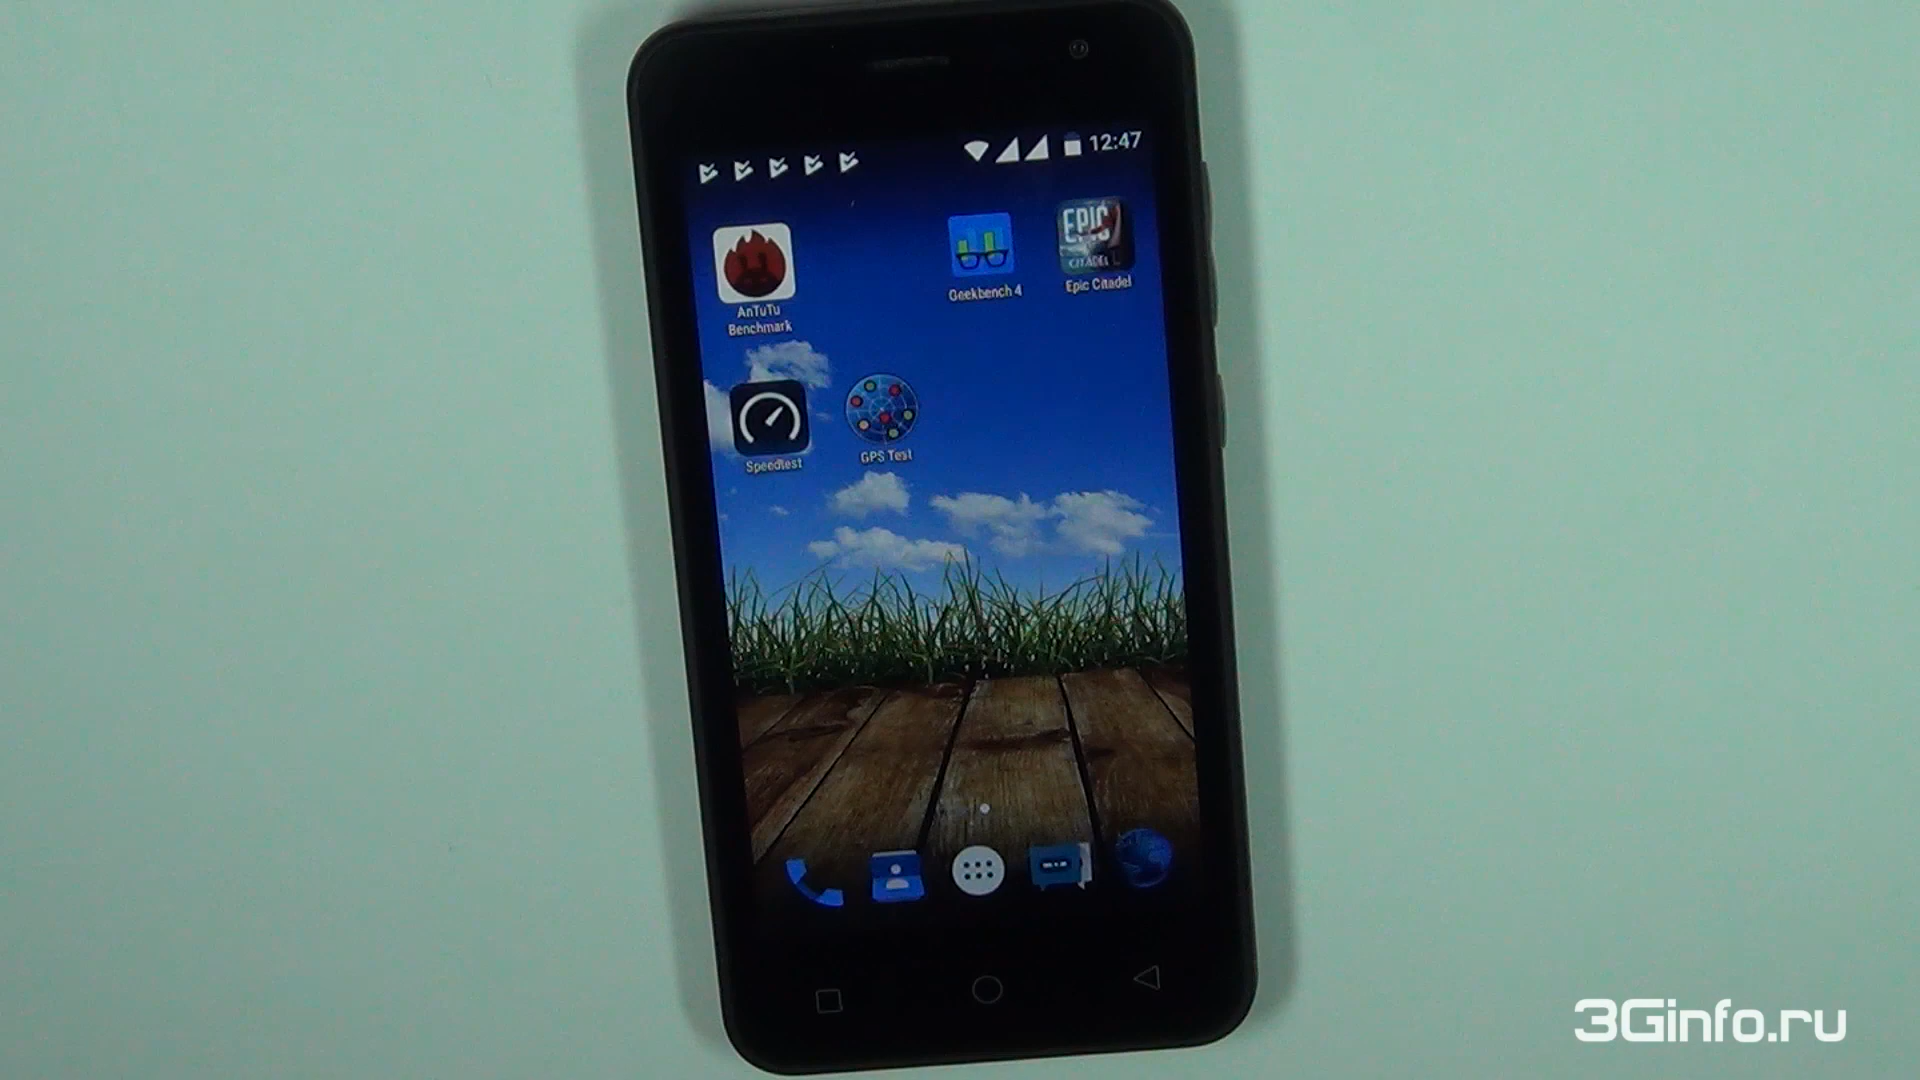 12:47
EPIC
CITADEL
AnTuTu
Benchmark
Geekbench 4
Epic Citadel
Speedtest
GPS Test
3Ginfo.ru